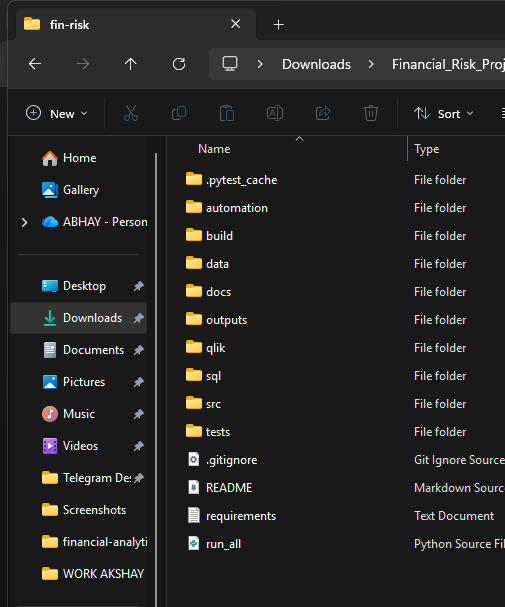 fin-risk
Downloads
Financial_Risk_Proj
New
Sort
Name
Type
Home
Gallery
ABHAY - Person
Desktop
Downloads
Documents
Pictures
Music
Videos
Telegram Des
Screenshots
financial-analyti
WORK AKSHAY
.pytest_cache File folder
automation File folder
build File folder
data File folder
docs File folder
outputs File folder
qlik File folder
sql File folder
src File folder
tests File folder
.gitignore Git Ignore Source
README Markdown Sourc
requirements Text Document
run_all Python Source Fil